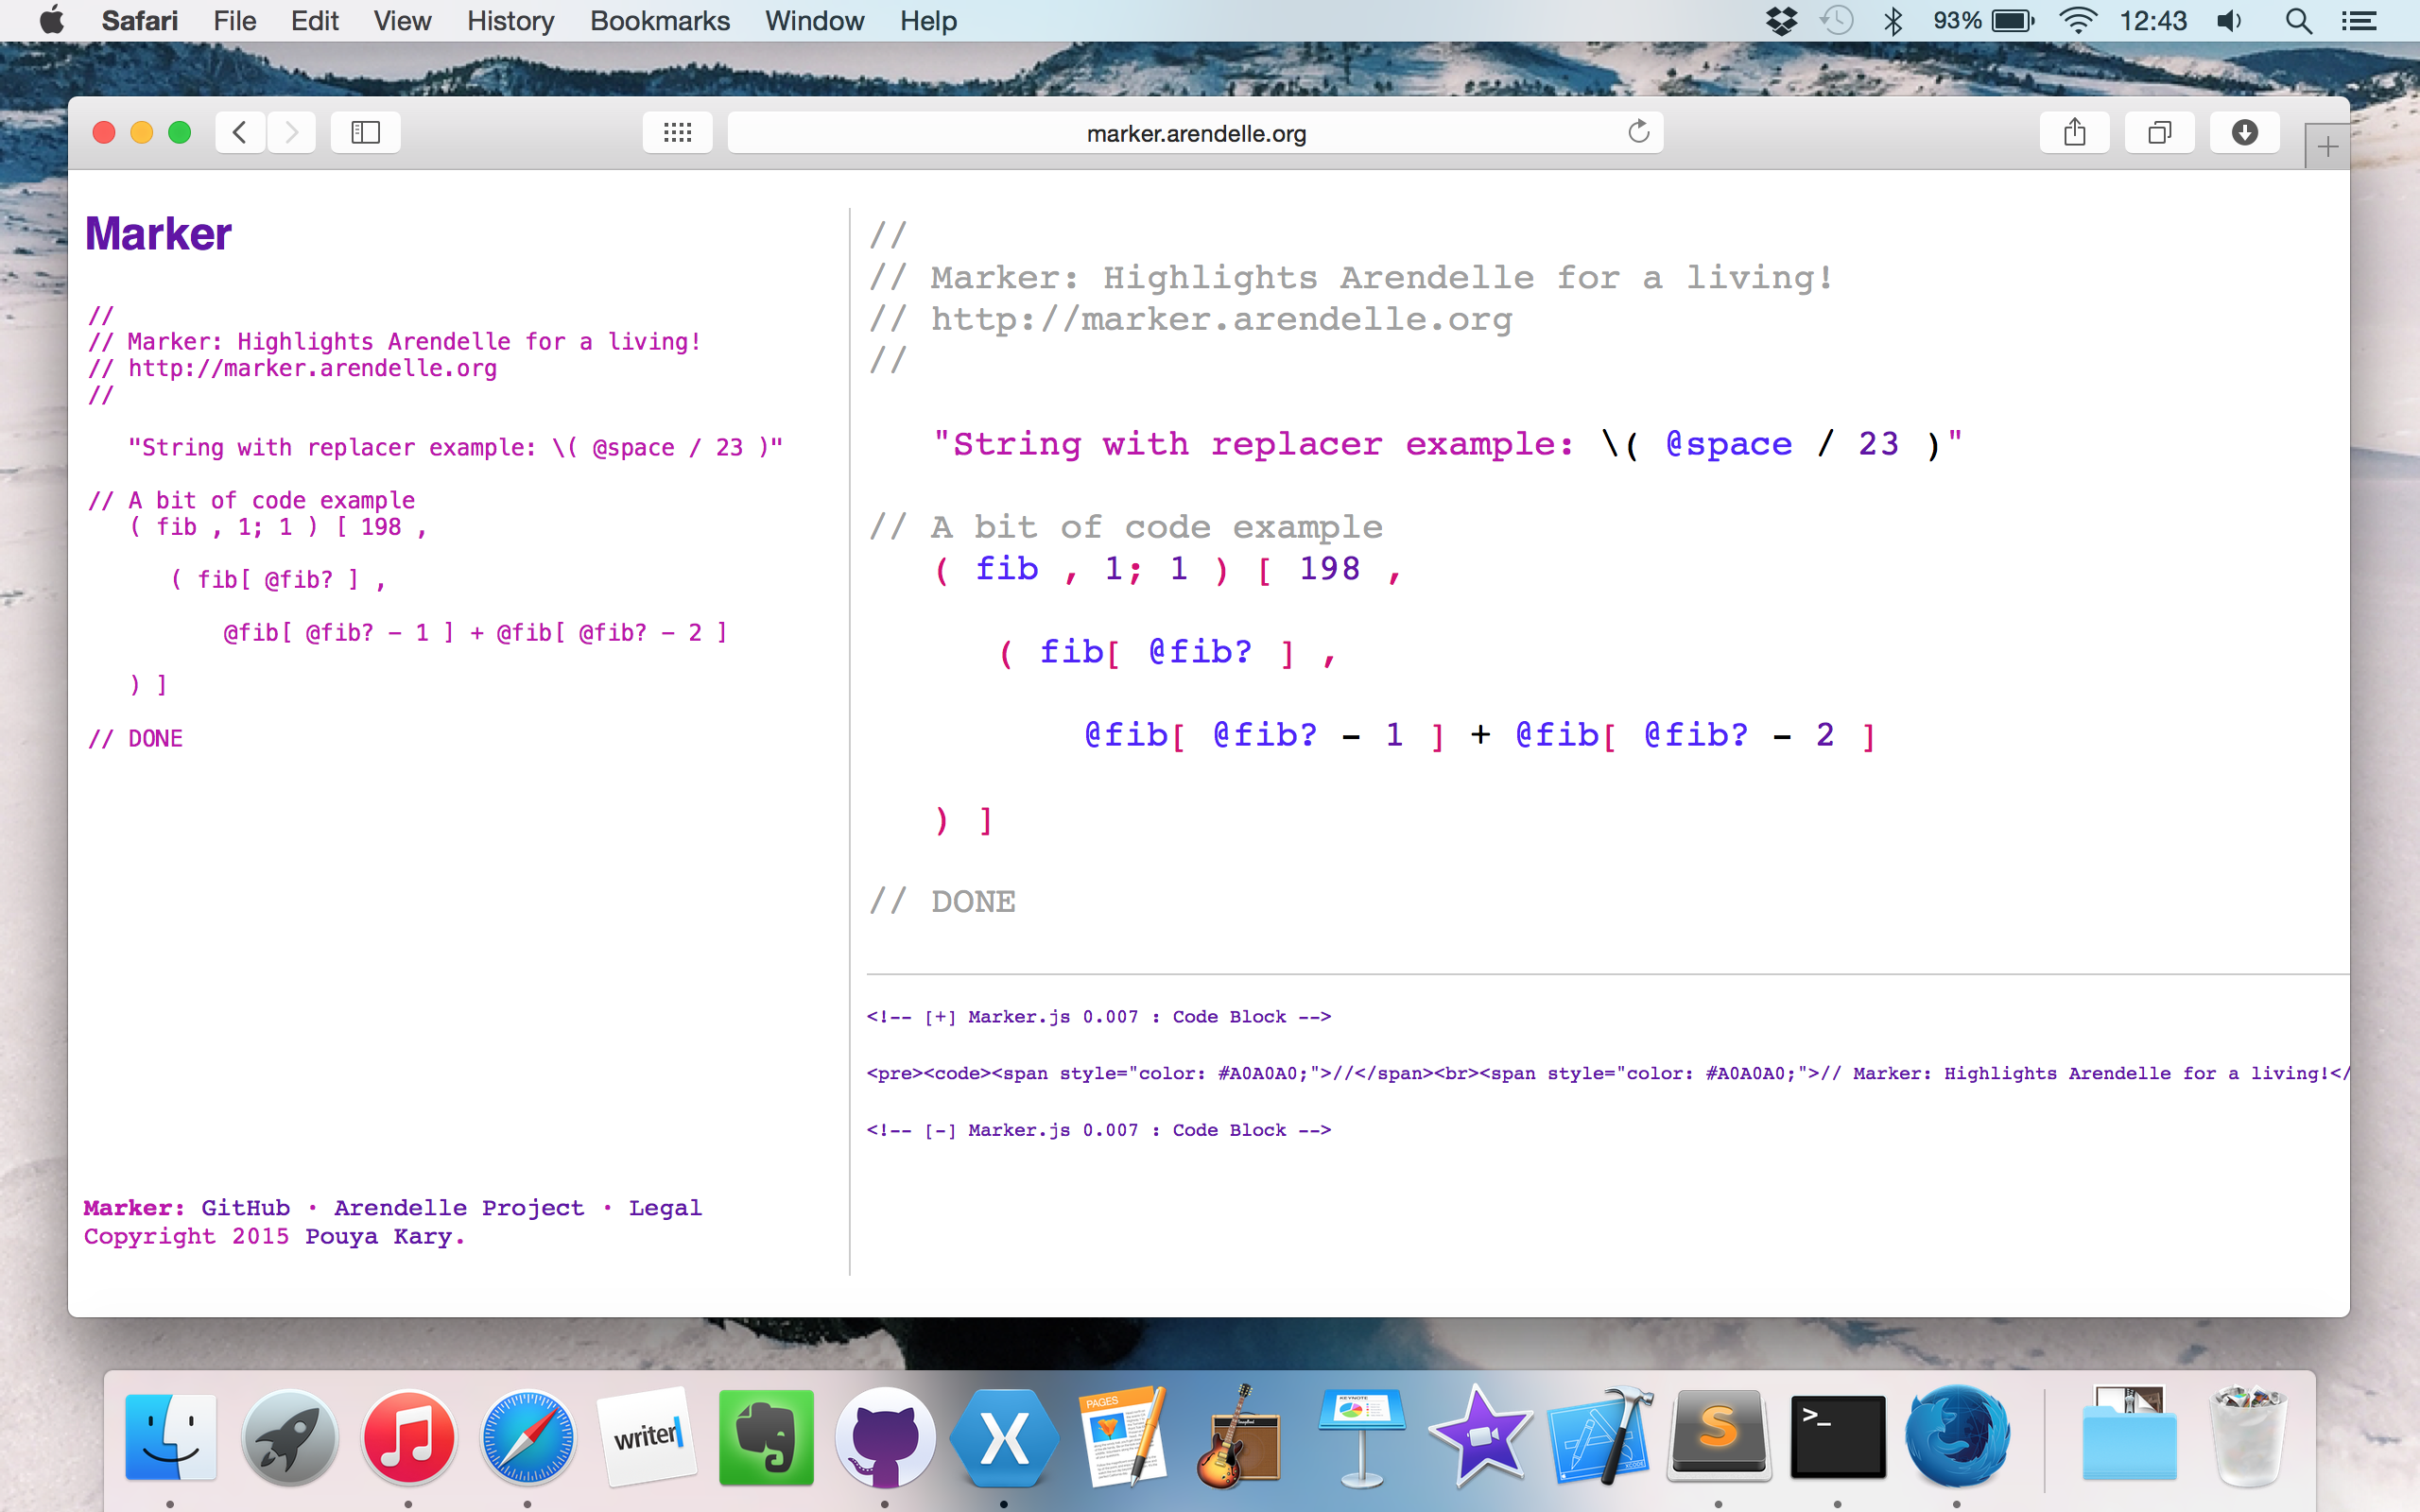 Safari File Edit View History Bookmarks Window Help 93% 12:43
marker.arendelle.org
Marker
//
// Marker: Highlights Arendelle for a living!
// http://marker.arendelle.org
//
"String with replacer example: \( @space / 23 )"
// A bit of code example
( fib , 1; 1 ) [ 198 ,
( fib[ @fib? ] ,
@fib[ @fib? - 1 ] + @fib[ @fib? - 2 ]
) ]
// DONE
Marker: GitHub · Arendelle Project · Legal
Copyright 2015 Pouya Kary.
//
// Marker: Highlights Arendelle for a living!
// http://marker.arendelle.org
//
"String with replacer example: \( @space / 23 )"
// A bit of code example
( fib , 1; 1 ) [ 198 ,
( fib[ @fib? ] ,
@fib[ @fib? - 1 ] + @fib[ @fib? - 2 ]
) ]
// DONE
<!-- [+] Marker.js 0.007 : Code Block -->
<pre><code><span style="color: #A0A0A0;">//</span><br><span style="color: #A0A0A0;">// Marker: Highlights Arendelle for a living!</
<!-- [-] Marker.js 0.007 : Code Block -->
writer
X
PAGES
KEYNOTE
XCODE
S
>_